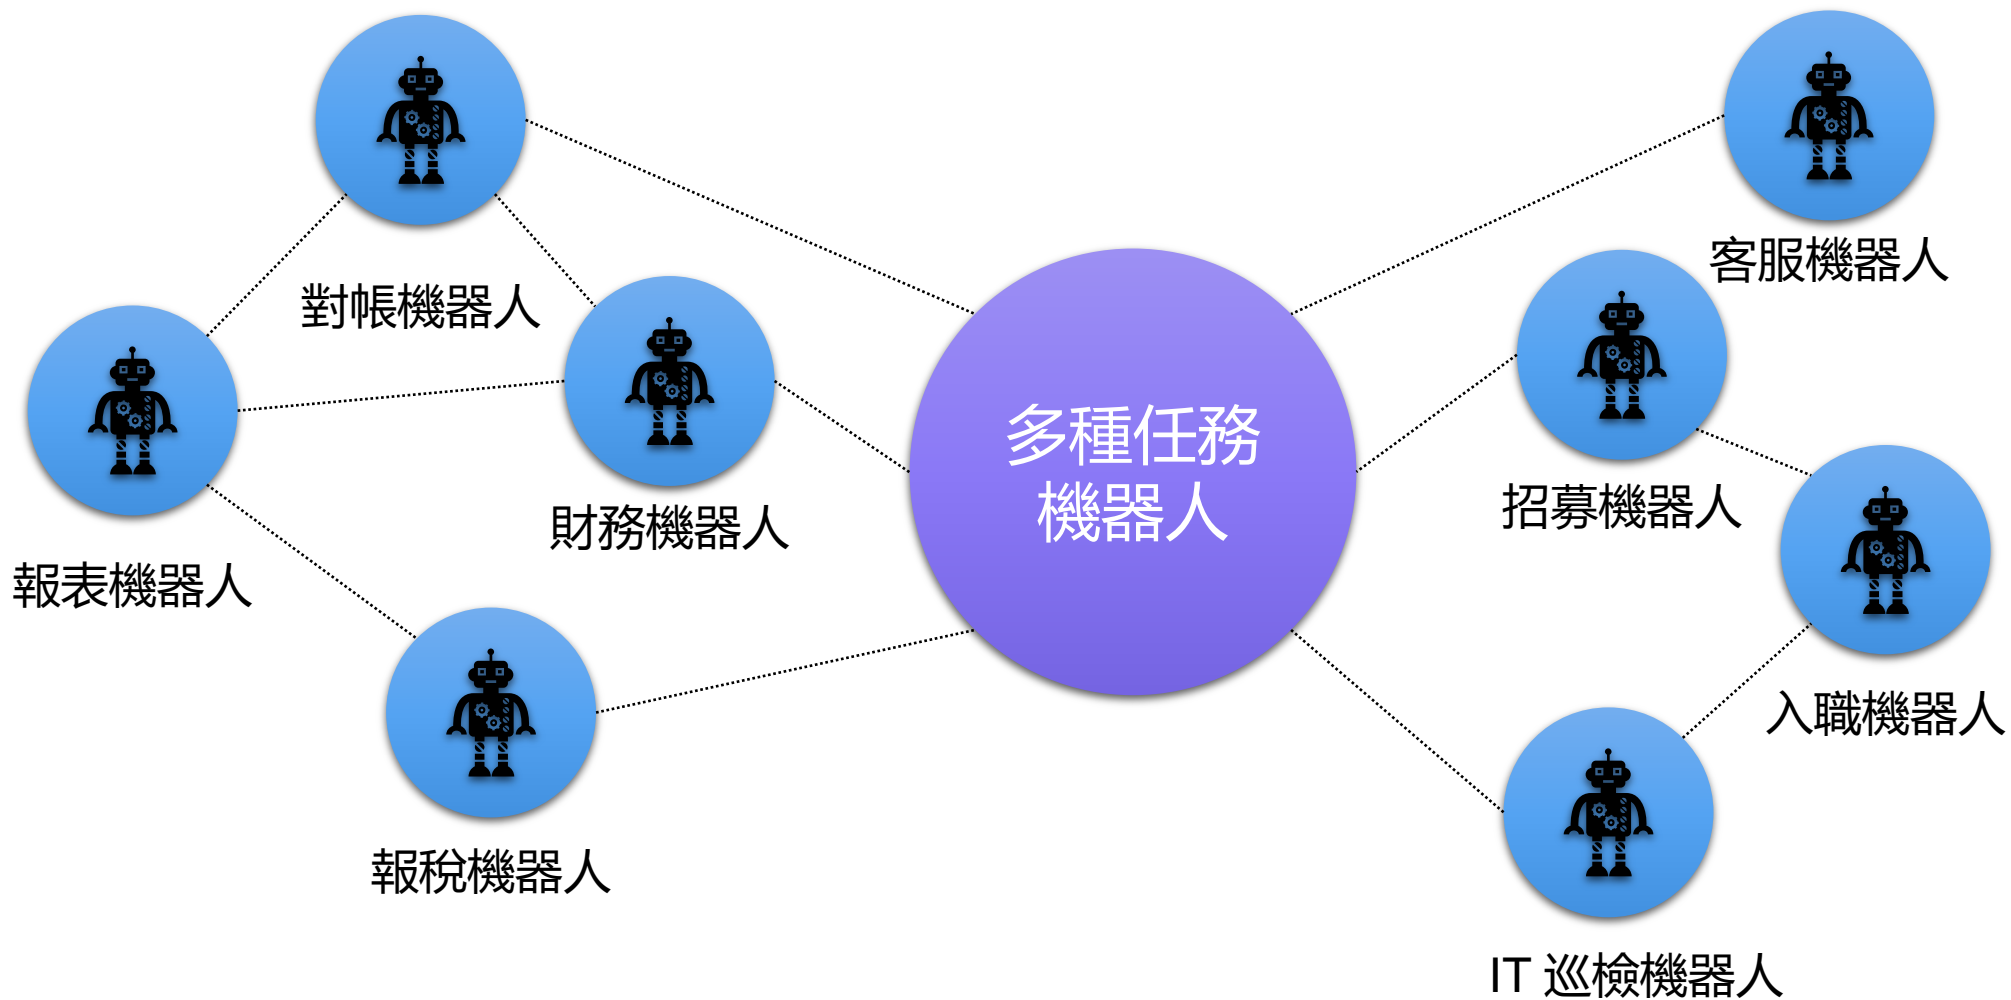 客服機器人
對帳機器人
多種任務
機器人
招募機器人
財務機器人
報表機器人
入職機器人
報稅機器人
IT 巡檢機器人